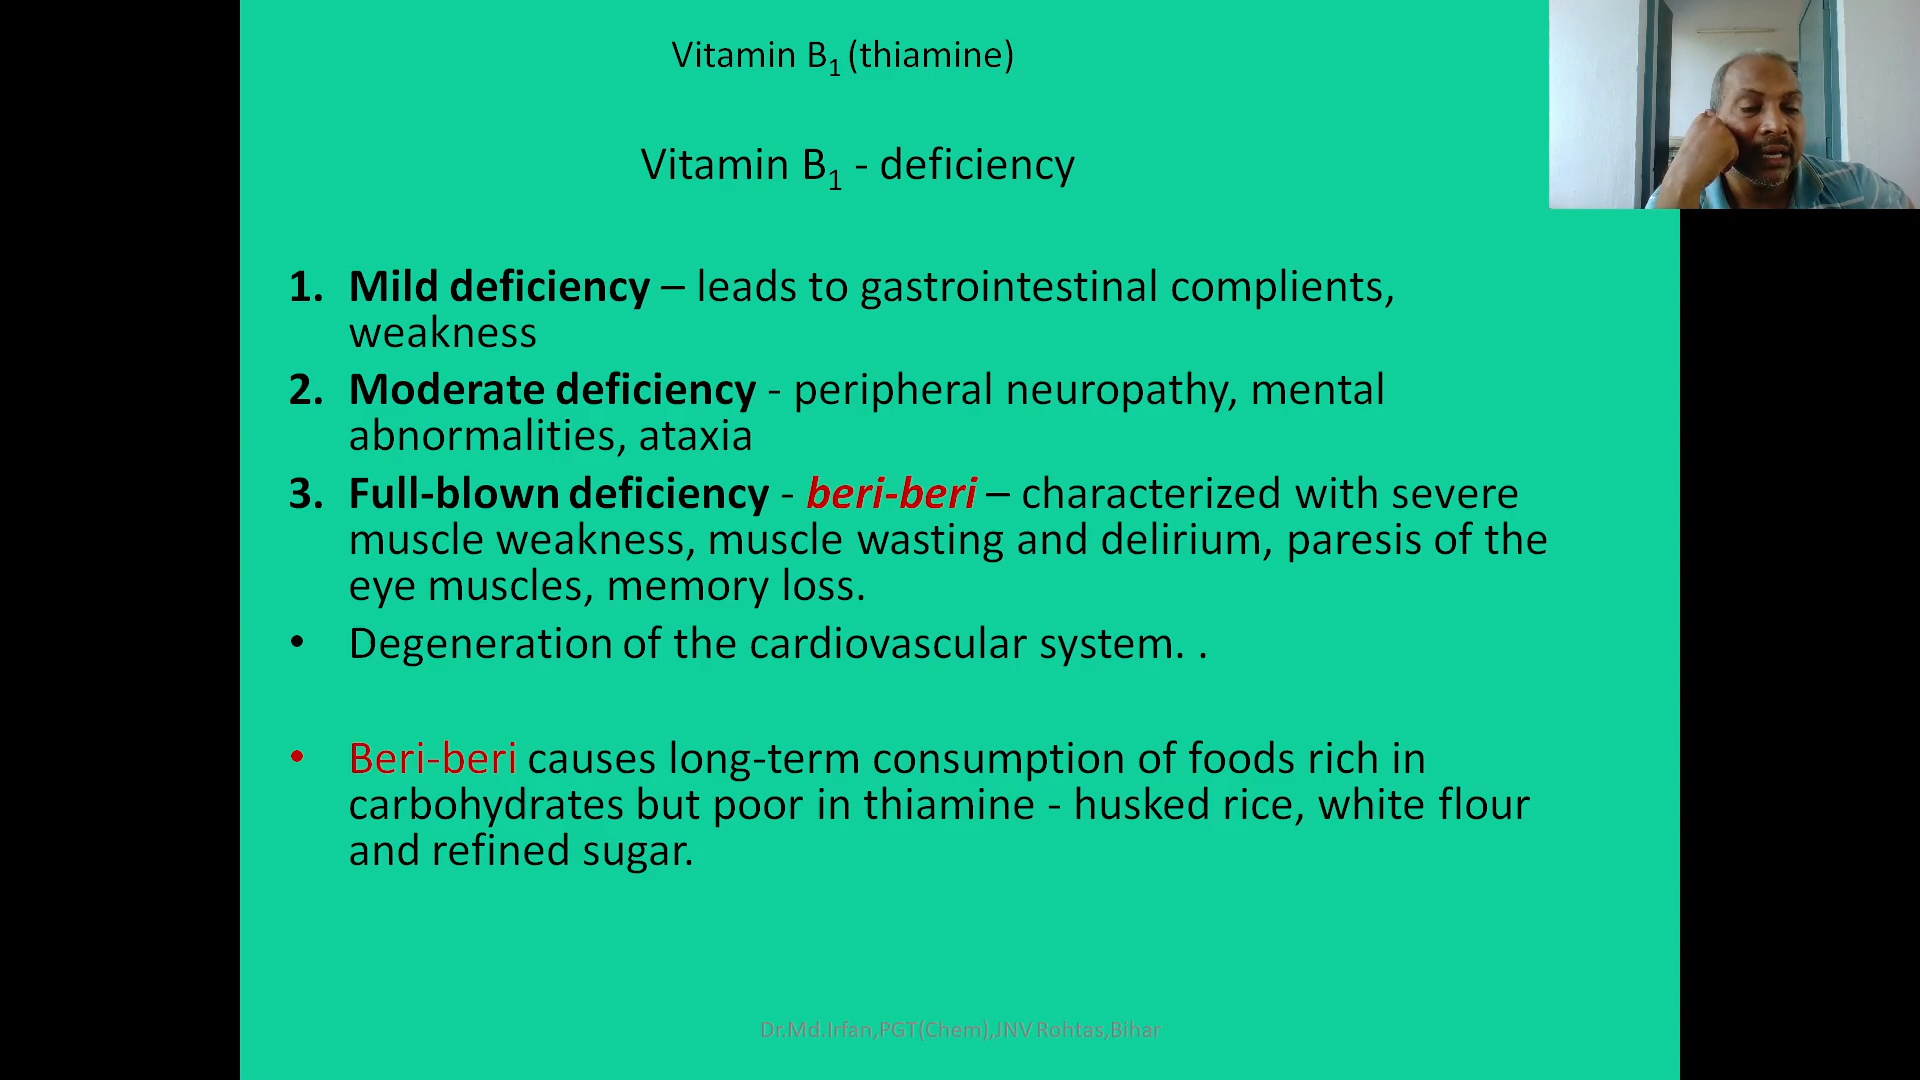 Vitamin B1 (thiamine)
Vitamin B1 - deficiency
1. Mild deficiency – leads to gastrointestinal complients,
weakness
2. Moderate deficiency - peripheral neuropathy, mental
abnormalities, ataxia
3. Full-blown deficiency - beri-beri – characterized with severe
muscle weakness, muscle wasting and delirium, paresis of the
eye muscles, memory loss.
• Degeneration of the cardiovascular system. .
• Beri-beri causes long-term consumption of foods rich in
carbohydrates but poor in thiamine - husked rice, white flour
and refined sugar.
Dr.Md.Irfan,PGT(Chem),JNV Rohtas,Bihar